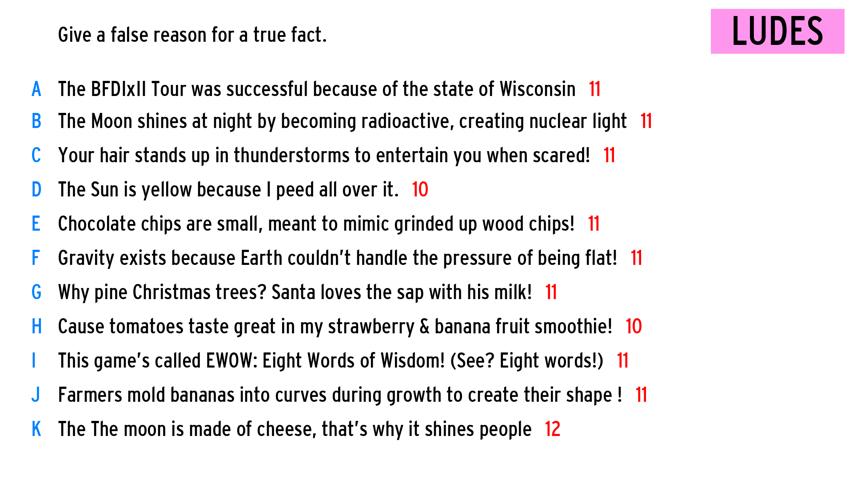 Give a false reason for a true fact.
LUDES
A The BFDIxII Tour was successful because of the state of Wisconsin 11
B The Moon shines at night by becoming radioactive, creating nuclear light 11
C Your hair stands up in thunderstorms to entertain you when scared! 11
D The Sun is yellow because I peed all over it. 10
E Chocolate chips are small, meant to mimic grinded up wood chips! 11
F Gravity exists because Earth couldn't handle the pressure of being flat! 11
G Why pine Christmas trees? Santa loves the sap with his milk! 11
H Cause tomatoes taste great in my strawberry & banana fruit smoothie! 10
I This game's called EWOW: Eight Words of Wisdom! (See? Eight words!) 11
J Farmers mold bananas into curves during growth to create their shape ! 11
K The The moon is made of cheese, that's why it shines people 12